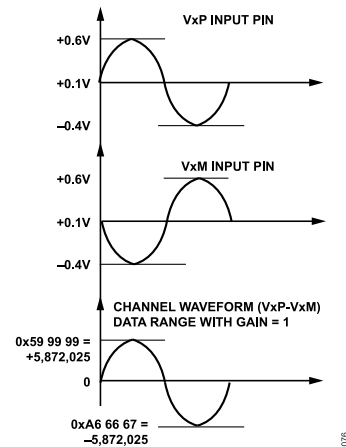 VxP INPUT PIN
+0.6V
+0.1V
–0.4V
VxM INPUT PIN
+0.6V
+0.1V
–0.4V
CHANNEL WAVEFORM (VxP-VxM)
DATA RANGE WITH GAIN = 1
0x59 99 99 =
+5,872,025
0
0xA6 66 67 =
–5,872,025
076